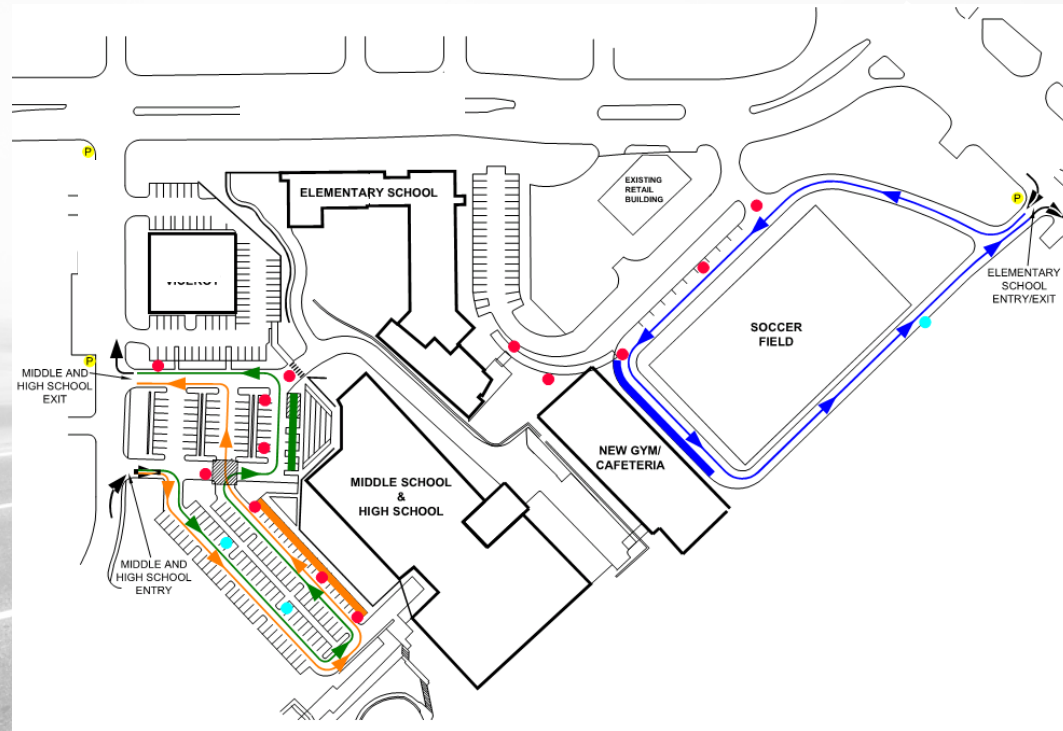 P
ELEMENTARY SCHOOL
EXISTING
RETAIL
BUILDING
P
ELEMENTARY
SCHOOL
ENTRY/EXIT
SOCCER
FIELD
P
MIDDLE AND
HIGH SCHOOL
EXIT
NEW GYM/
CAFETERIA
MIDDLE SCHOOL
&
HIGH SCHOOL
MIDDLE AND
HIGH SCHOOL
ENTRY